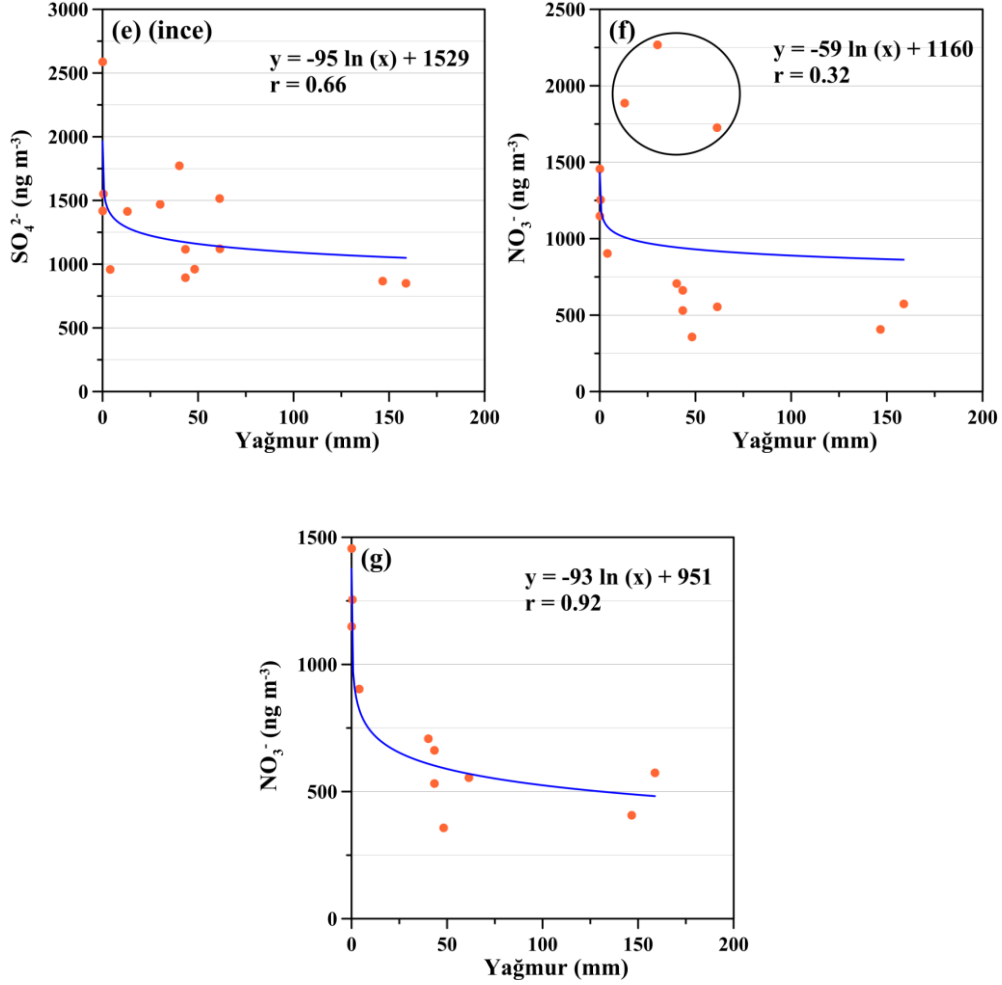 (e) (ince)
y = -95 ln (x) + 1529
r = 0.66
3000
2500
2000
1500
1000
500
0
SO₄²⁻ (ng m⁻³)
0 50 100 150 200
Yağmur (mm)
(f)
y = -59 ln (x) + 1160
r = 0.32
2500
2000
1500
1000
500
0
NO₃⁻ (ng m⁻³)
0 50 100 150 200
Yağmur (mm)
(g)
y = -93 ln (x) + 951
r = 0.92
1500
1000
500
0
NO₃⁻ (ng m⁻³)
0 50 100 150 200
Yağmur (mm)